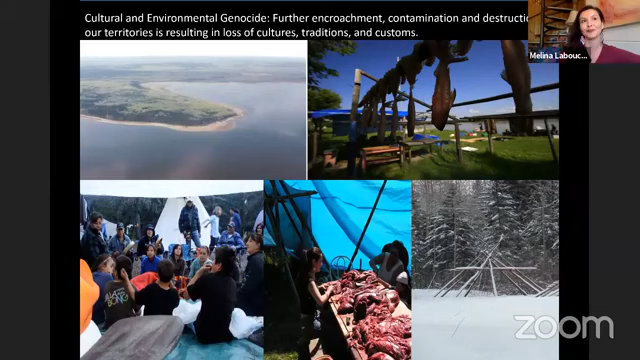 Cultural and Environmental Genocide: Further encroachment, contamination and destructio
our territories is resulting in loss of cultures, traditions, and customs.
Melina Labouc...
zoom